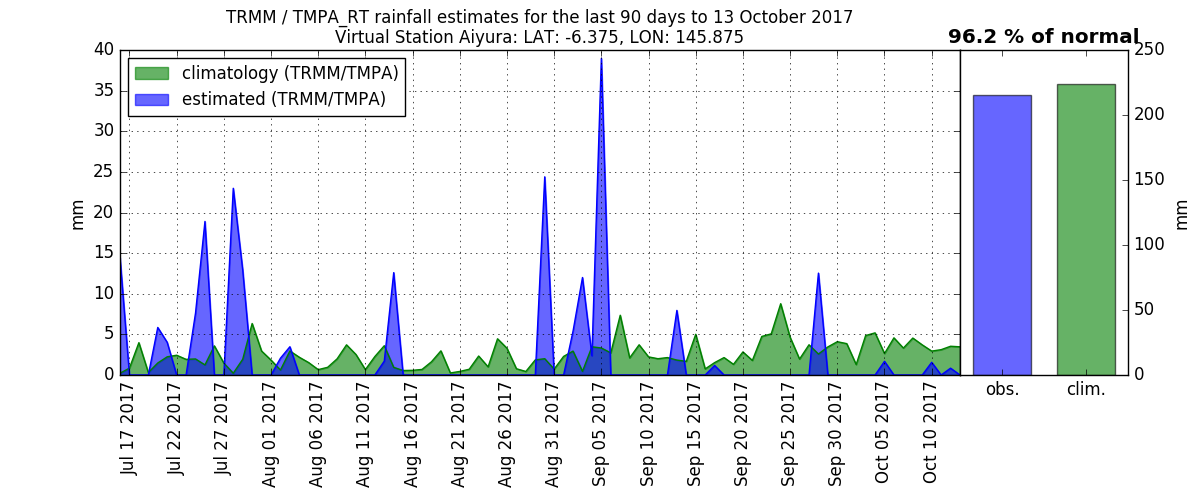 TRMM / TMPA_RT rainfall estimates for the last 90 days to 13 October 2017
Virtual Station Aiyura: LAT: -6.375, LON: 145.875
96.2 % of normal
climatology (TRMM/TMPA)
estimated (TRMM/TMPA)
mm
40
35
30
25
20
15
10
5
0
Jul 17 2017
Jul 22 2017
Jul 27 2017
Aug 01 2017
Aug 06 2017
Aug 11 2017
Aug 16 2017
Aug 21 2017
Aug 26 2017
Aug 31 2017
Sep 05 2017
Sep 10 2017
Sep 15 2017
Sep 20 2017
Sep 25 2017
Sep 30 2017
Oct 05 2017
Oct 10 2017
obs.
clim.
250
200
150
100
50
0
mm